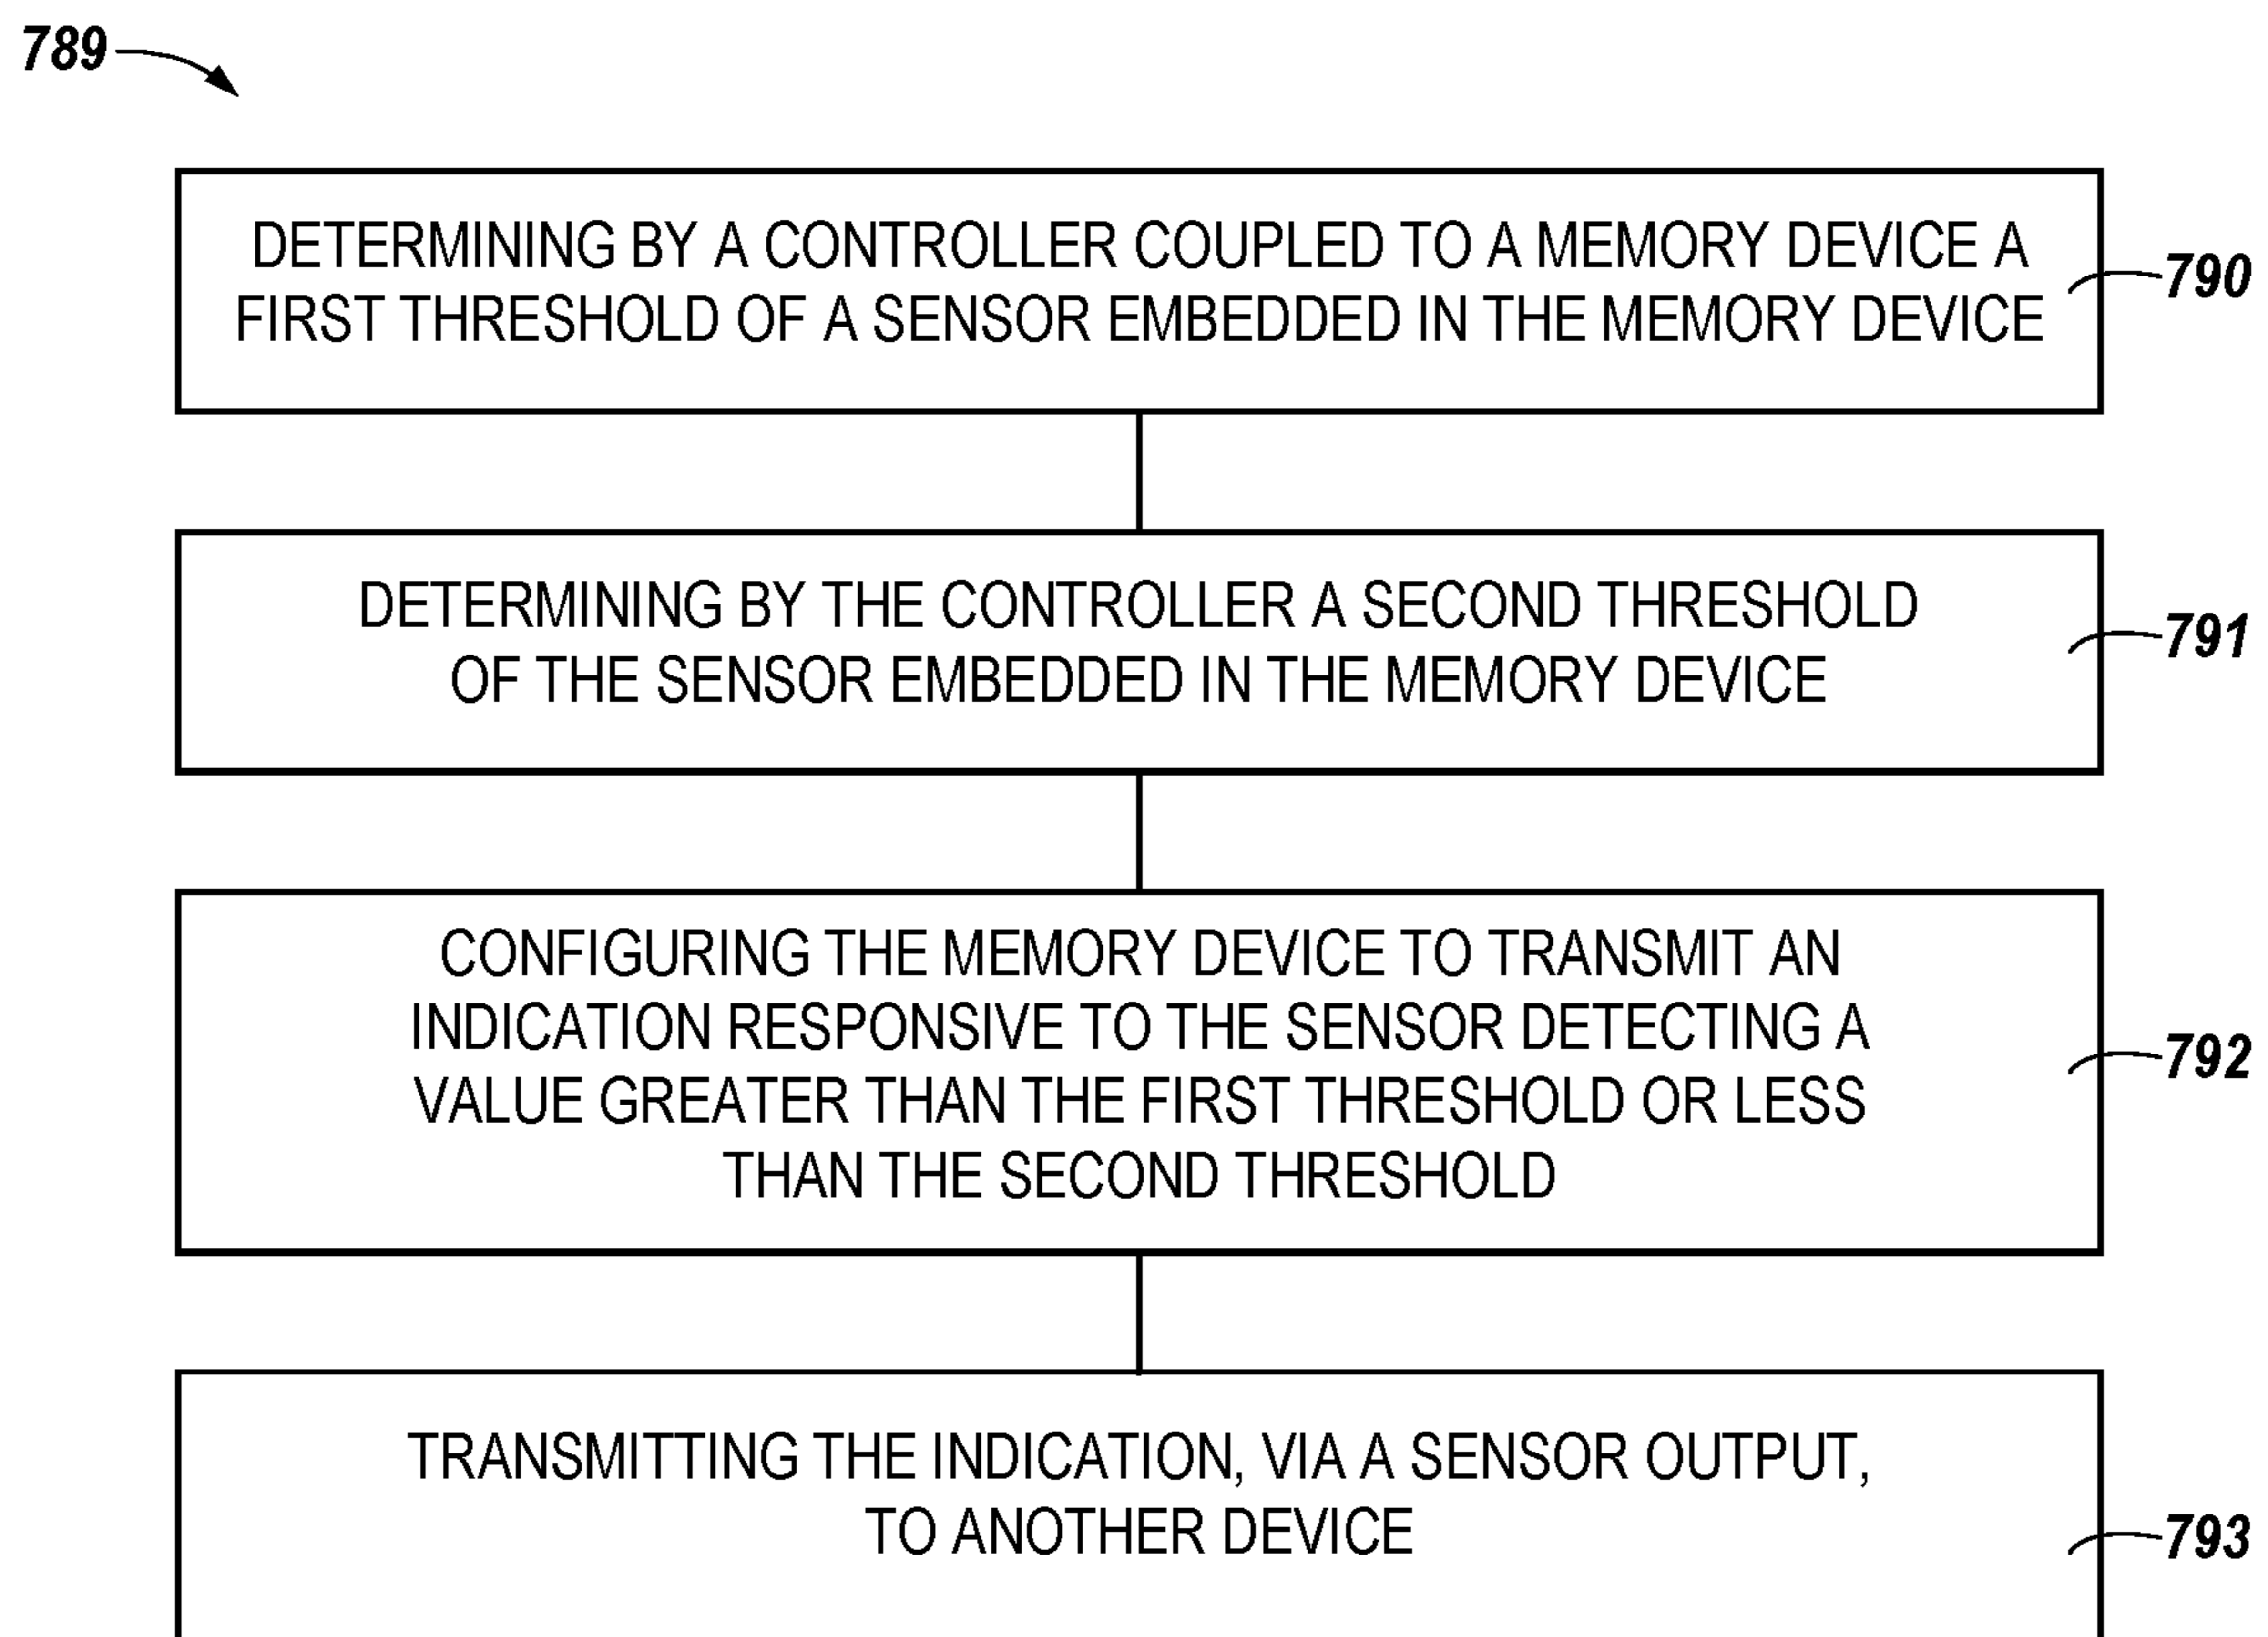 789
DETERMINING BY A CONTROLLER COUPLED TO A MEMORY DEVICE A
FIRST THRESHOLD OF A SENSOR EMBEDDED IN THE MEMORY DEVICE
790
DETERMINING BY THE CONTROLLER A SECOND THRESHOLD
OF THE SENSOR EMBEDDED IN THE MEMORY DEVICE
791
CONFIGURING THE MEMORY DEVICE TO TRANSMIT AN
INDICATION RESPONSIVE TO THE SENSOR DETECTING A
VALUE GREATER THAN THE FIRST THRESHOLD OR LESS
THAN THE SECOND THRESHOLD
792
TRANSMITTING THE INDICATION, VIA A SENSOR OUTPUT,
TO ANOTHER DEVICE
793